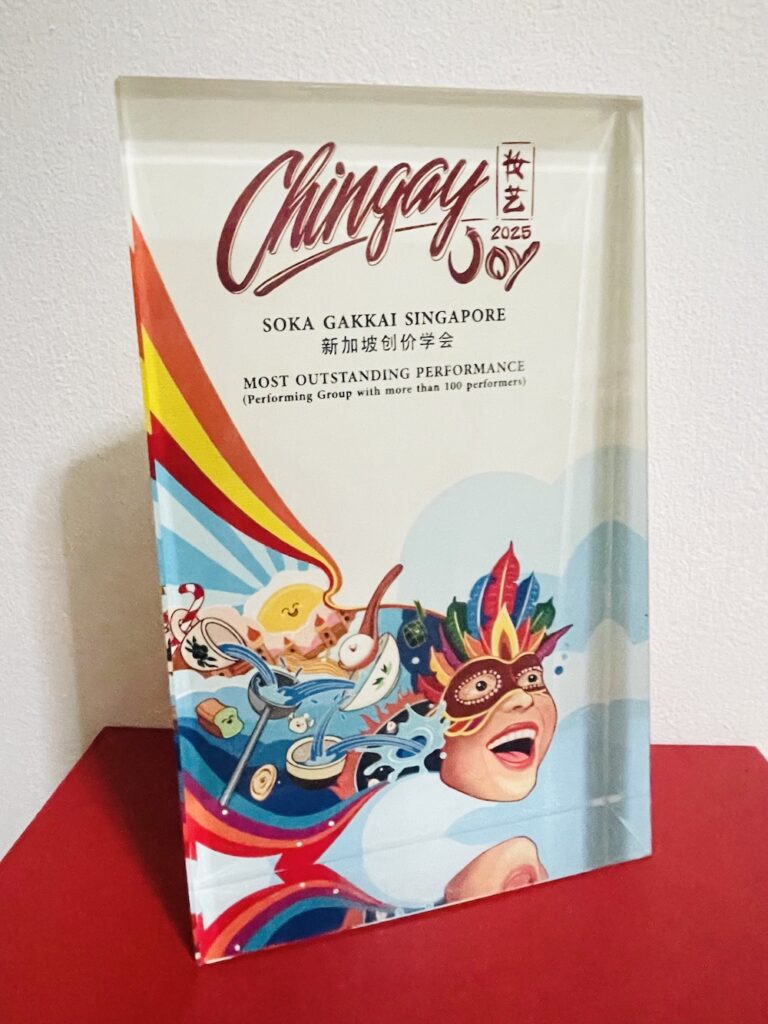 Chingay
妆艺
2025
Joy
SOKA GAKKAI SINGAPORE
新加坡创价学会
MOST OUTSTANDING PERFORMANCE
(Performing Group with more than 100 performers)